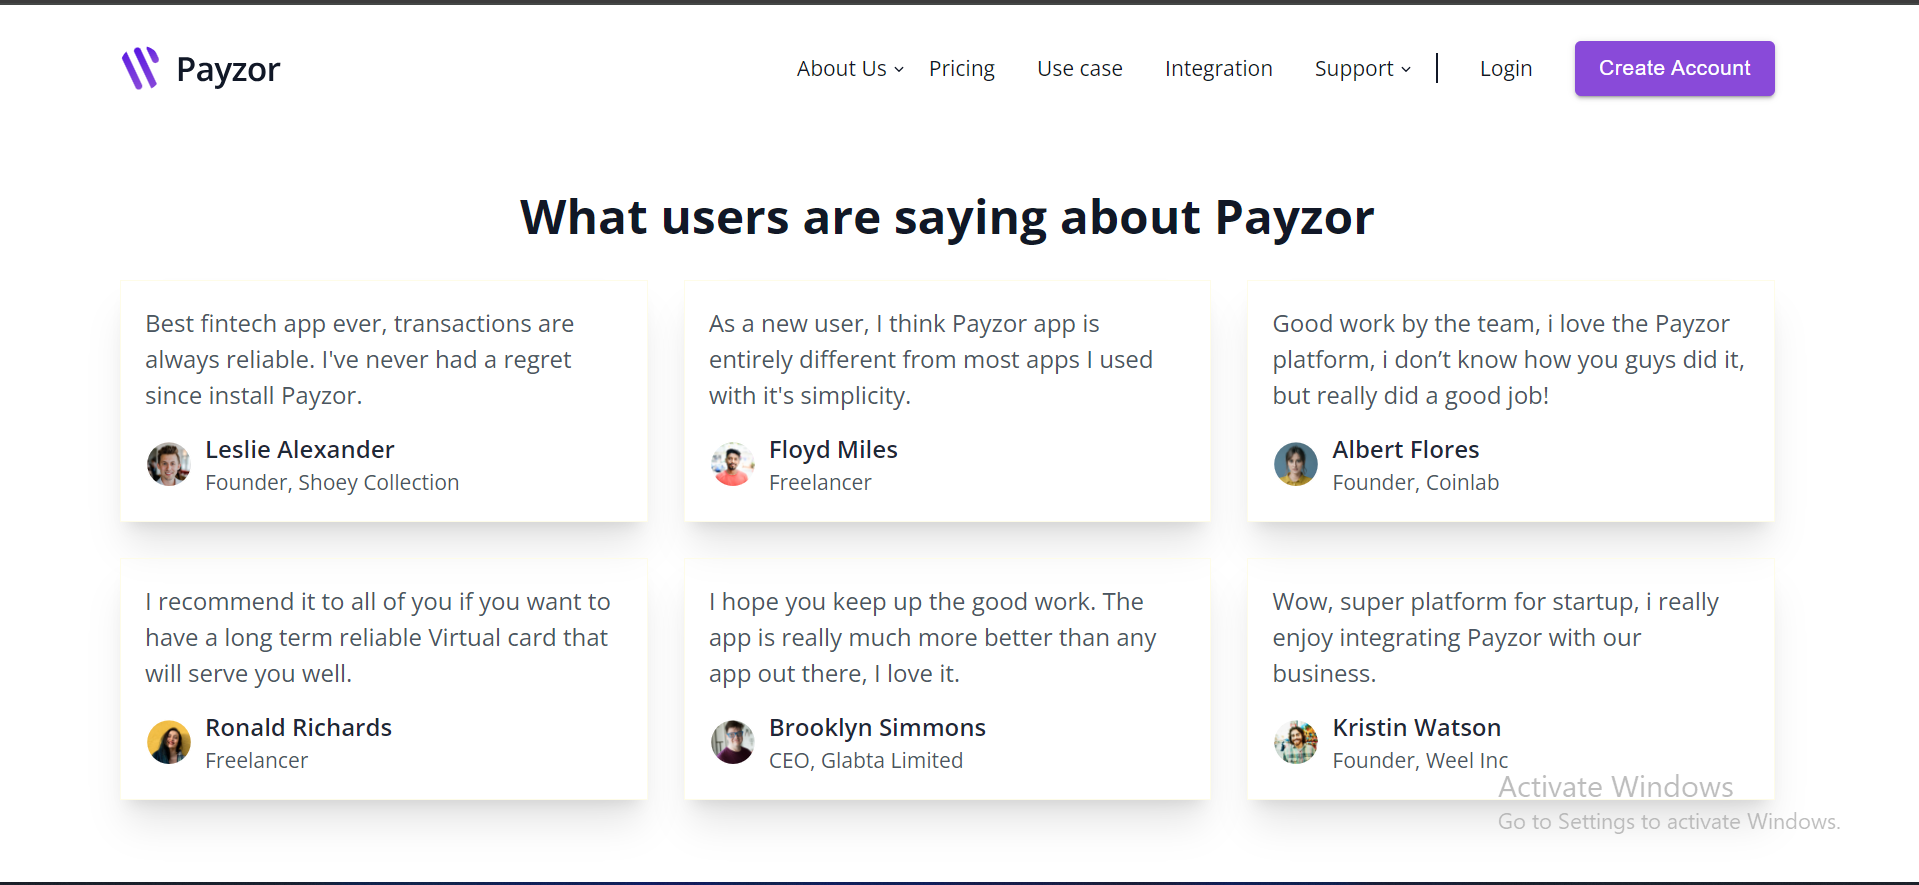 Payzor
About Us
Pricing
Use case
Integration
Support
Login
Create Account
What users are saying about Payzor
Best fintech app ever, transactions are
always reliable. I've never had a regret
since install Payzor.
Leslie Alexander
Founder, Shoey Collection
As a new user, I think Payzor app is
entirely different from most apps I used
with it's simplicity.
Floyd Miles
Freelancer
Good work by the team, i love the Payzor
platform, i don’t know how you guys did it,
but really did a good job!
Albert Flores
Founder, Coinlab
I recommend it to all of you if you want to
have a long term reliable Virtual card that
will serve you well.
Ronald Richards
Freelancer
I hope you keep up the good work. The
app is really much more better than any
app out there, I love it.
Brooklyn Simmons
CEO, Glabta Limited
Wow, super platform for startup, i really
enjoy integrating Payzor with our
business.
Kristin Watson
Founder, Weel Inc
Activate Windows
Go to Settings to activate Windows.